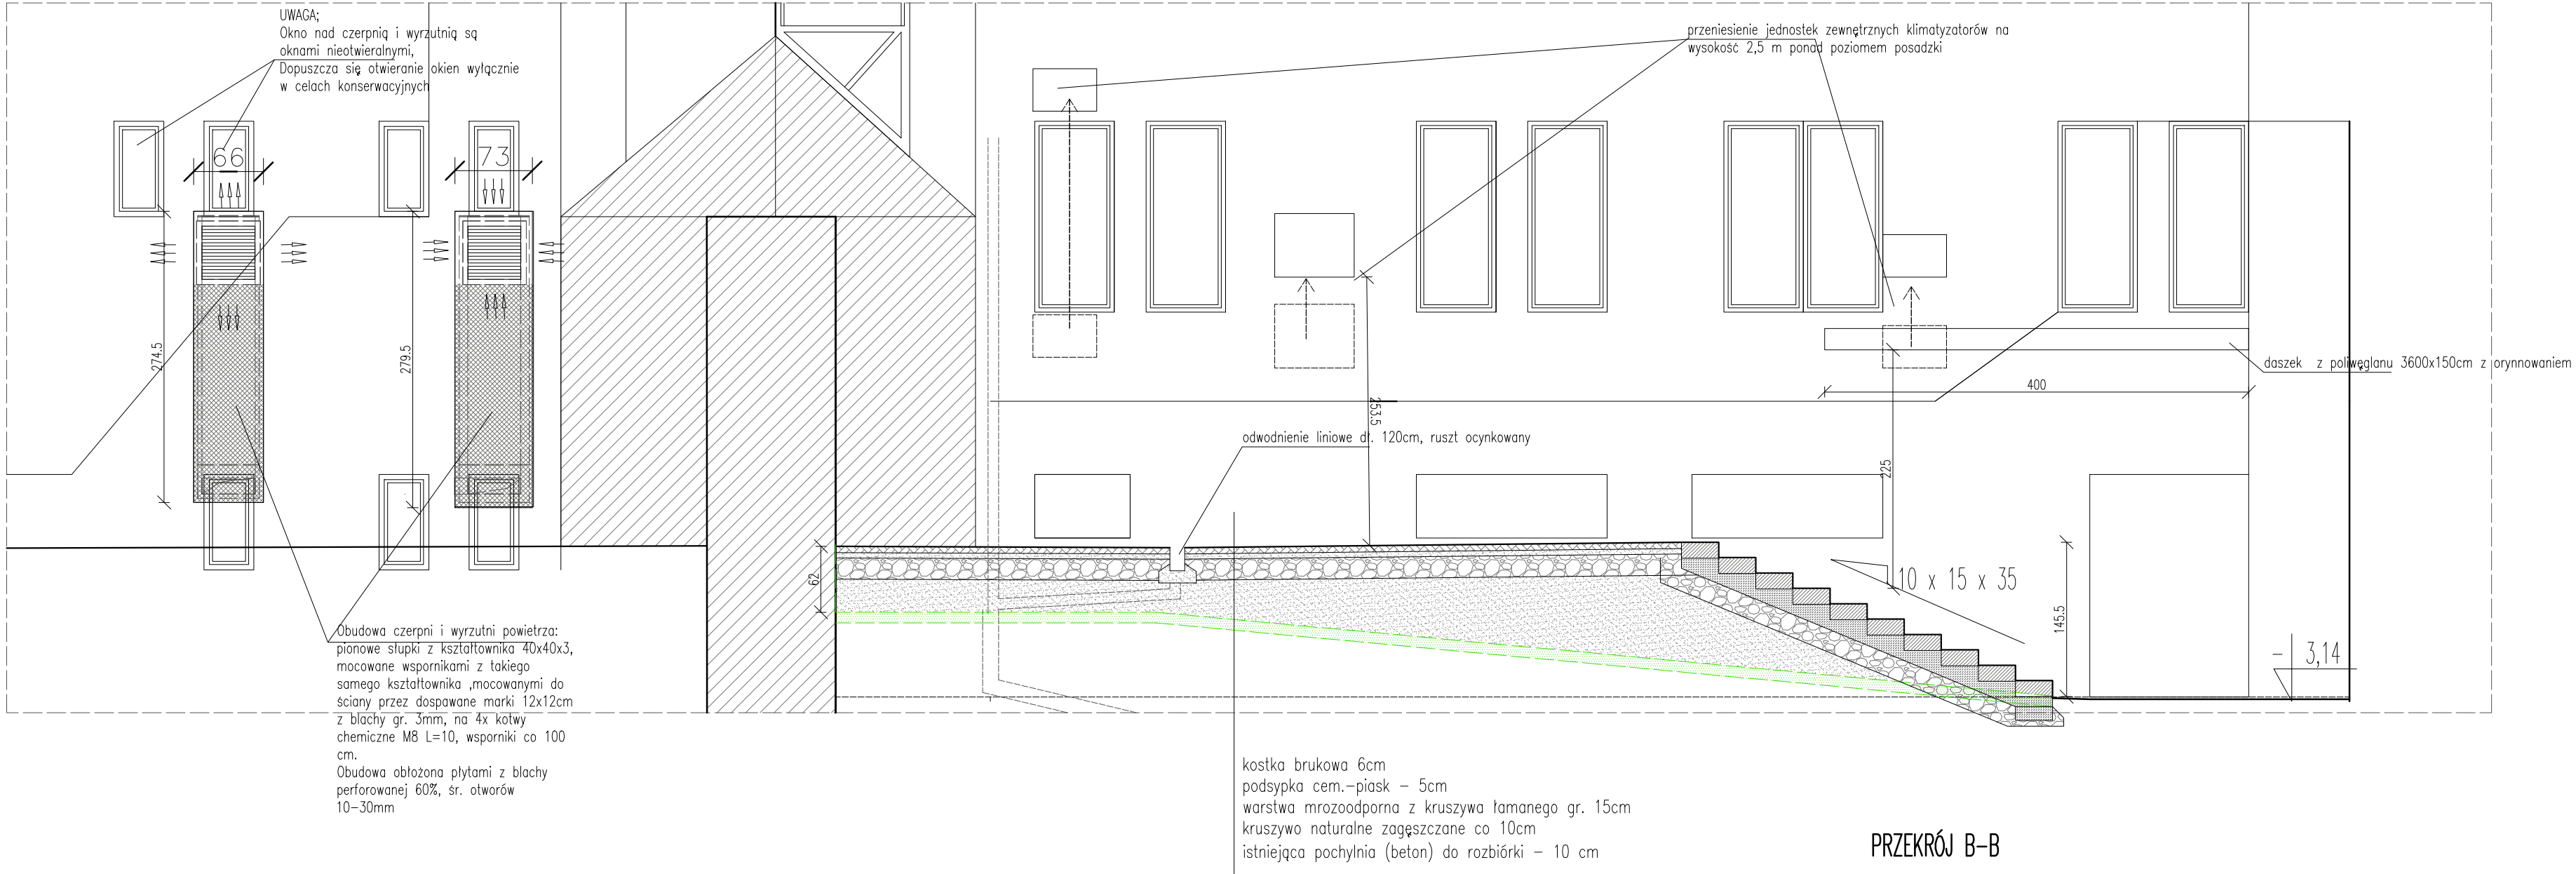 UWAGA;
Okno nad czerpnią i wyrzutnią są
oknami nieotwieralnymi,
Dopuszcza się otwieranie okien wyłącznie
w celach konserwacyjnych
66
73
274.5
279.5
przeniesienie jednostek zewnętrznych klimatyzatorów na
wysokość 2,5 m ponad poziomem posadzki
daszek z poliwęglanu 3600x150cm z orynnowaniem
400
253.5
odwodnienie liniowe dł. 120cm, ruszt ocynkowany
225
62
10 x 15 x 35
145.5
- 3,14
Obudowa czerpni i wyrzutni powietrza:
pionowe słupki z kształtownika 40x40x3,
mocowane wspornikami z takiego
samego kształtownika ,mocowanymi do
ściany przez dospawane marki 12x12cm
z blachy gr. 3mm, na 4x kotwy
chemiczne M8 L=10, wsporniki co 100
cm.
Obudowa obłożona płytami z blachy
perforowanej 60%, śr. otworów
10-30mm
kostka brukowa 6cm
podsypka cem.-piask - 5cm
warstwa mrozoodporna z kruszywa łamanego gr. 15cm
kruszywo naturalne zagęszczane co 10cm
istniejąca pochylnia (beton) do rozbiórki - 10 cm
PRZEKRÓJ B-B